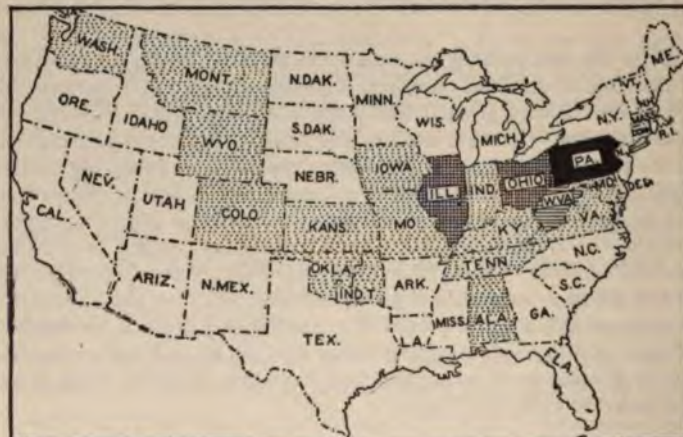 WASH.
MONT.
N.DAK.
MINN.
ME.
ORE.
IDAHO
WYO.
S.DAK.
WIS.
MICH.
VT.
N.H.
N.Y.
MASS.
CONN.
R.I.
NEV.
UTAH
COLO.
NEBR.
IOWA
ILL.
IND.
OHIO
PA.
MD.
DEL.
CAL.
KANS.
MO.
KY.
W.VA.
VA.
ARIZ.
N.MEX.
OKLA.
IND.T.
ARK.
TENN.
N.C.
S.C.
TEX.
LA.
MISS.
ALA.
GA.
FLA.